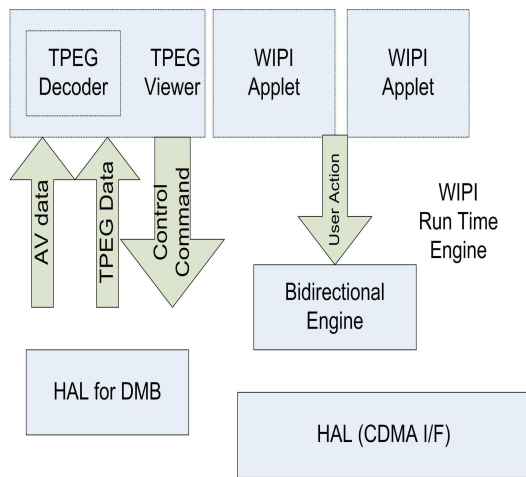 TPEG
Decoder
TPEG
Viewer
WIPI
Applet
WIPI
Applet
AV data
TPEG Data
Control
Command
User Action
WIPI
Run Time
Engine
Bidirectional
Engine
HAL for DMB
HAL (CDMA I/F)